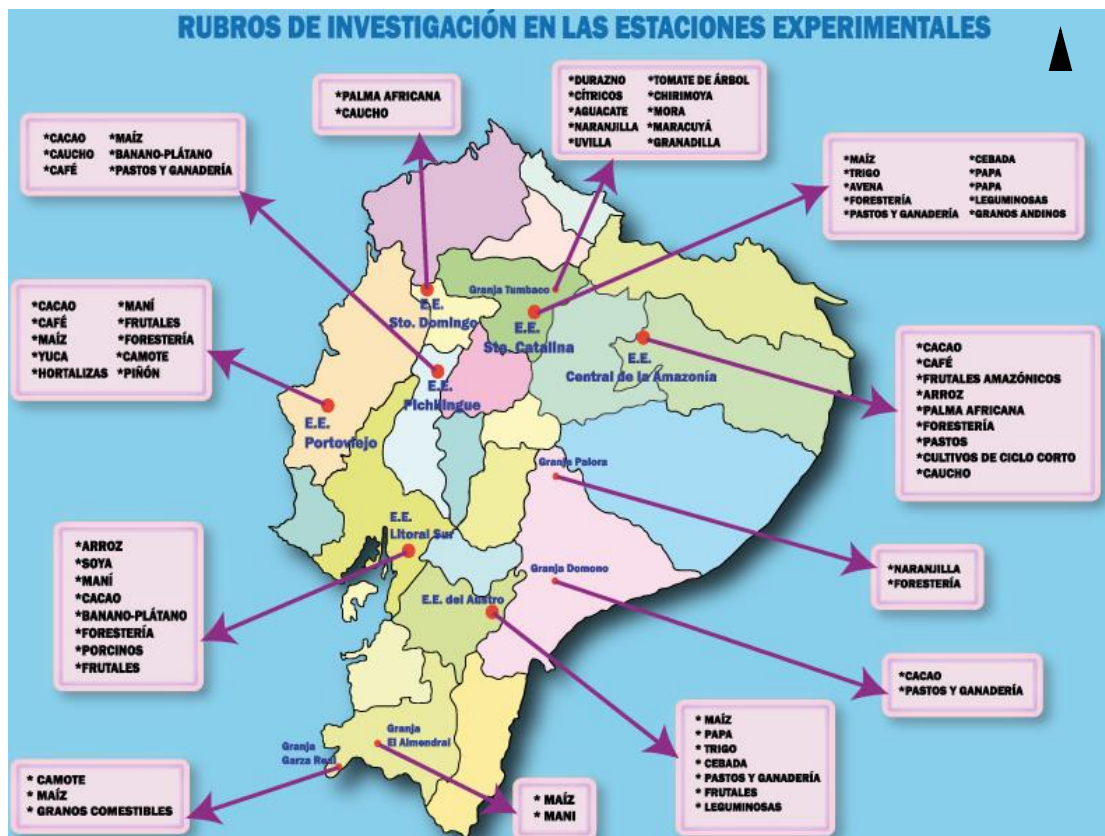 RUBROS DE INVESTIGACIÓN EN LAS ESTACIONES EXPERIMENTALES
*PALMA AFRICANA
*CAUCHO
*DURAZNO *TOMATE DE ÁRBOL
*CÍTRICOS *CHIRIMOYA
*AGUACATE *MORA
*NARANJILLA *MARACUYÁ
*UVILLA *GRANADILLA
*CACAO *MAÍZ
*CAUCHO *BANANO-PLÁTANO
*CAFÉ *PASTOS Y GANADERÍA
*MAÍZ *CEBADA
*TRIGO *PAPA
*AVENA *PAPA
*FORESTERÍA *LEGUMINOSAS
*PASTOS Y GANADERÍA *GRANOS ANDINOS
*CACAO *MANÍ
*CAFÉ *FRUTALES
*MAÍZ *FORESTERÍA
*YUCA *CAMOTE
*HORTALIZAS *PIÑÓN
Granja Tumbaco
E.E.
Sto. Domingo
E.E.
Sta. Catalina
E.E.
Central de la Amazonía
E.E.
Pichilingue
E.E.
Portoviejo
*CACAO
*CAFÉ
*FRUTALES AMAZÓNICOS
*ARROZ
*PALMA AFRICANA
*FORESTERÍA
*PASTOS
*CULTIVOS DE CICLO CORTO
*CAUCHO
Granja Palora
E.E.
Litoral Sur
Granja Domono
E.E. del Austro
*ARROZ
*SOYA
*MANÍ
*CACAO
*BANANO-PLÁTANO
*FORESTERÍA
*PORCINOS
*FRUTALES
*NARANJILLA
*FORESTERÍA
*CACAO
*PASTOS Y GANADERÍA
* MAÍZ
* PAPA
* TRIGO
* CEBADA
* PASTOS Y GANADERÍA
* FRUTALES
* LEGUMINOSAS
Granja
El Almendral
Granja
Garza Real
* CAMOTE
* MAÍZ
* GRANOS COMESTIBLES
* MAÍZ
* MANI